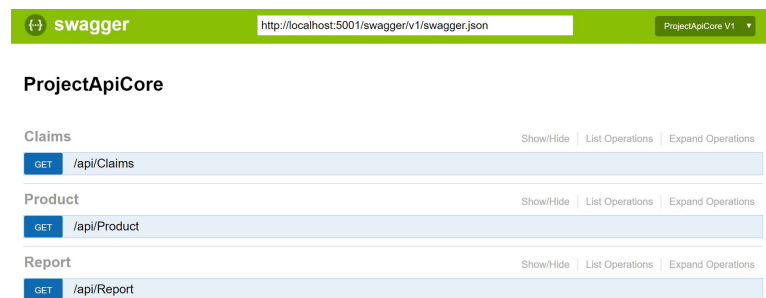 {···} swagger http://localhost:5001/swagger/v1/swagger.json ProjectApiCore V1 ▼
ProjectApiCore
Claims Show/Hide List Operations Expand Operations
GET /api/Claims
Product Show/Hide List Operations Expand Operations
GET /api/Product
Report Show/Hide List Operations Expand Operations
GET /api/Report